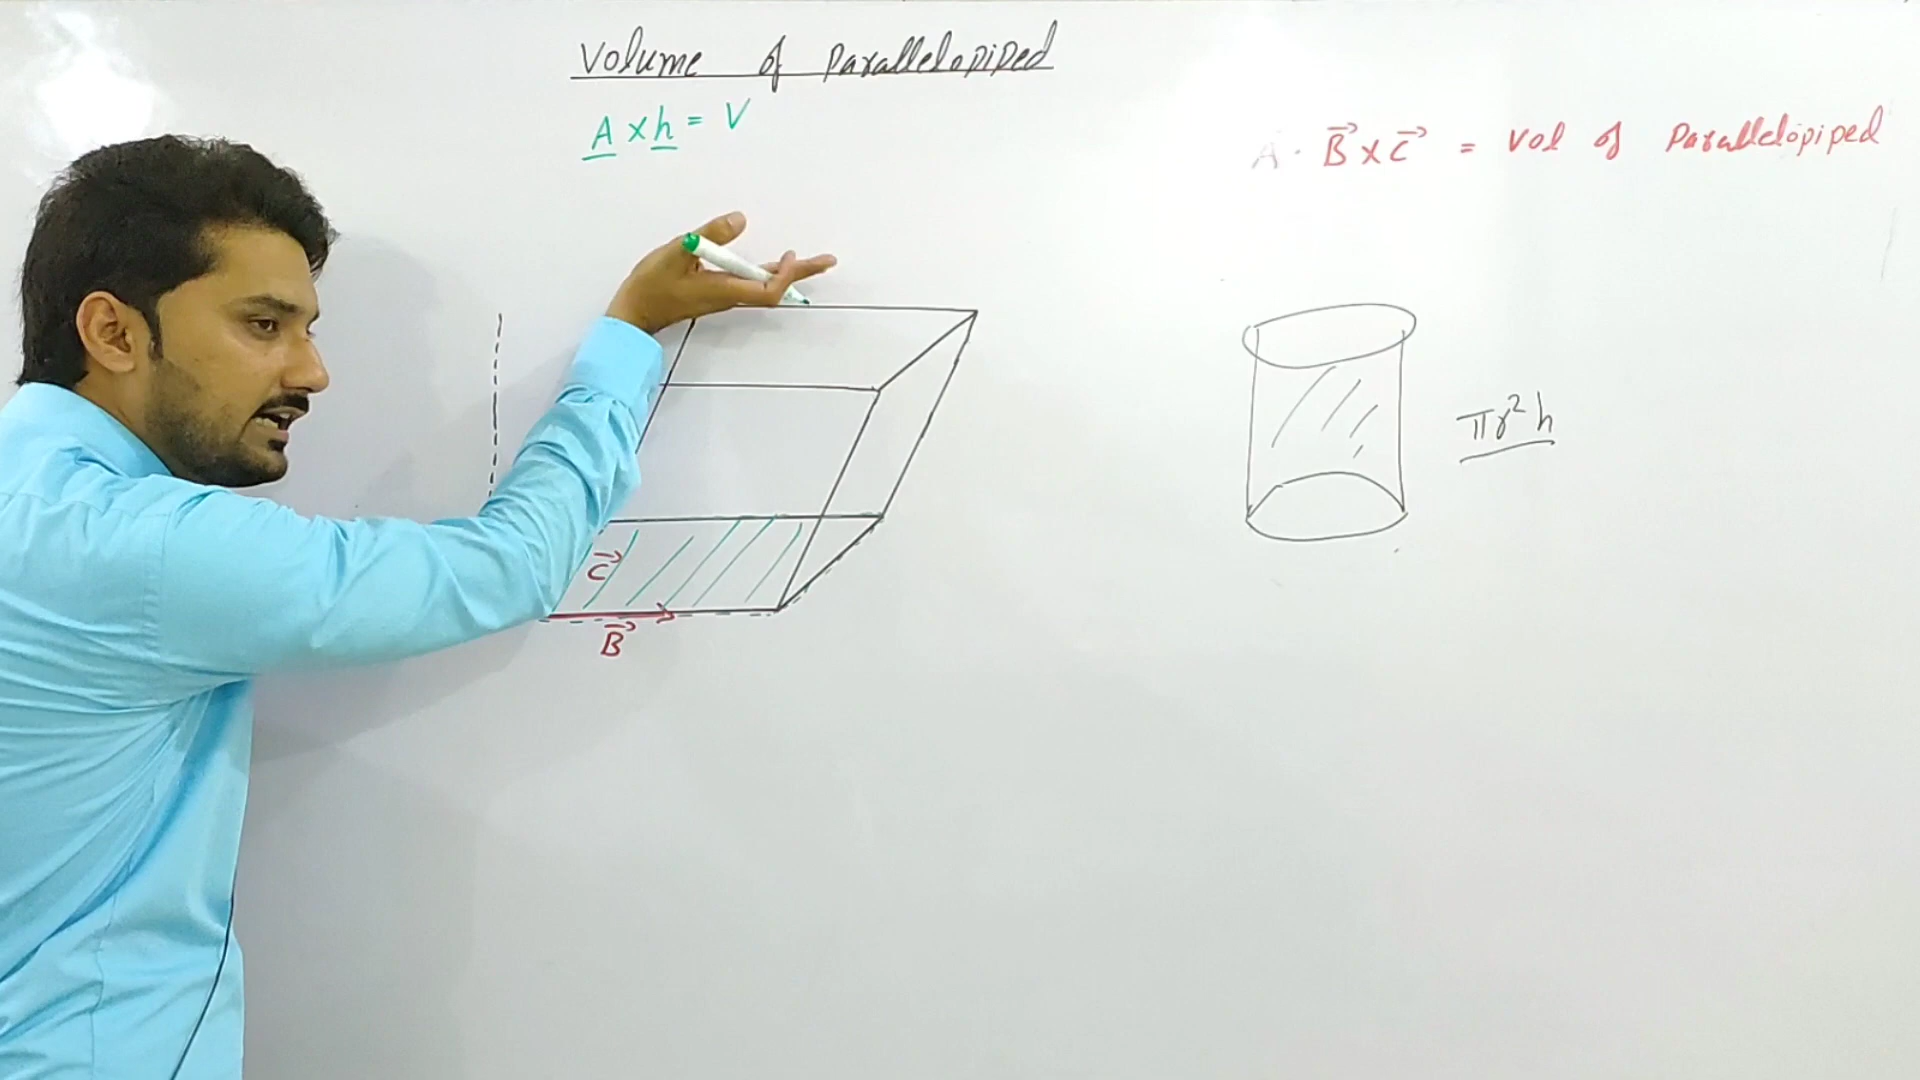 Volume of Parallelopiped
A x h = V
A · B⃗ x C⃗ = Vol of Parallelopiped
πr²h
C⃗
B⃗